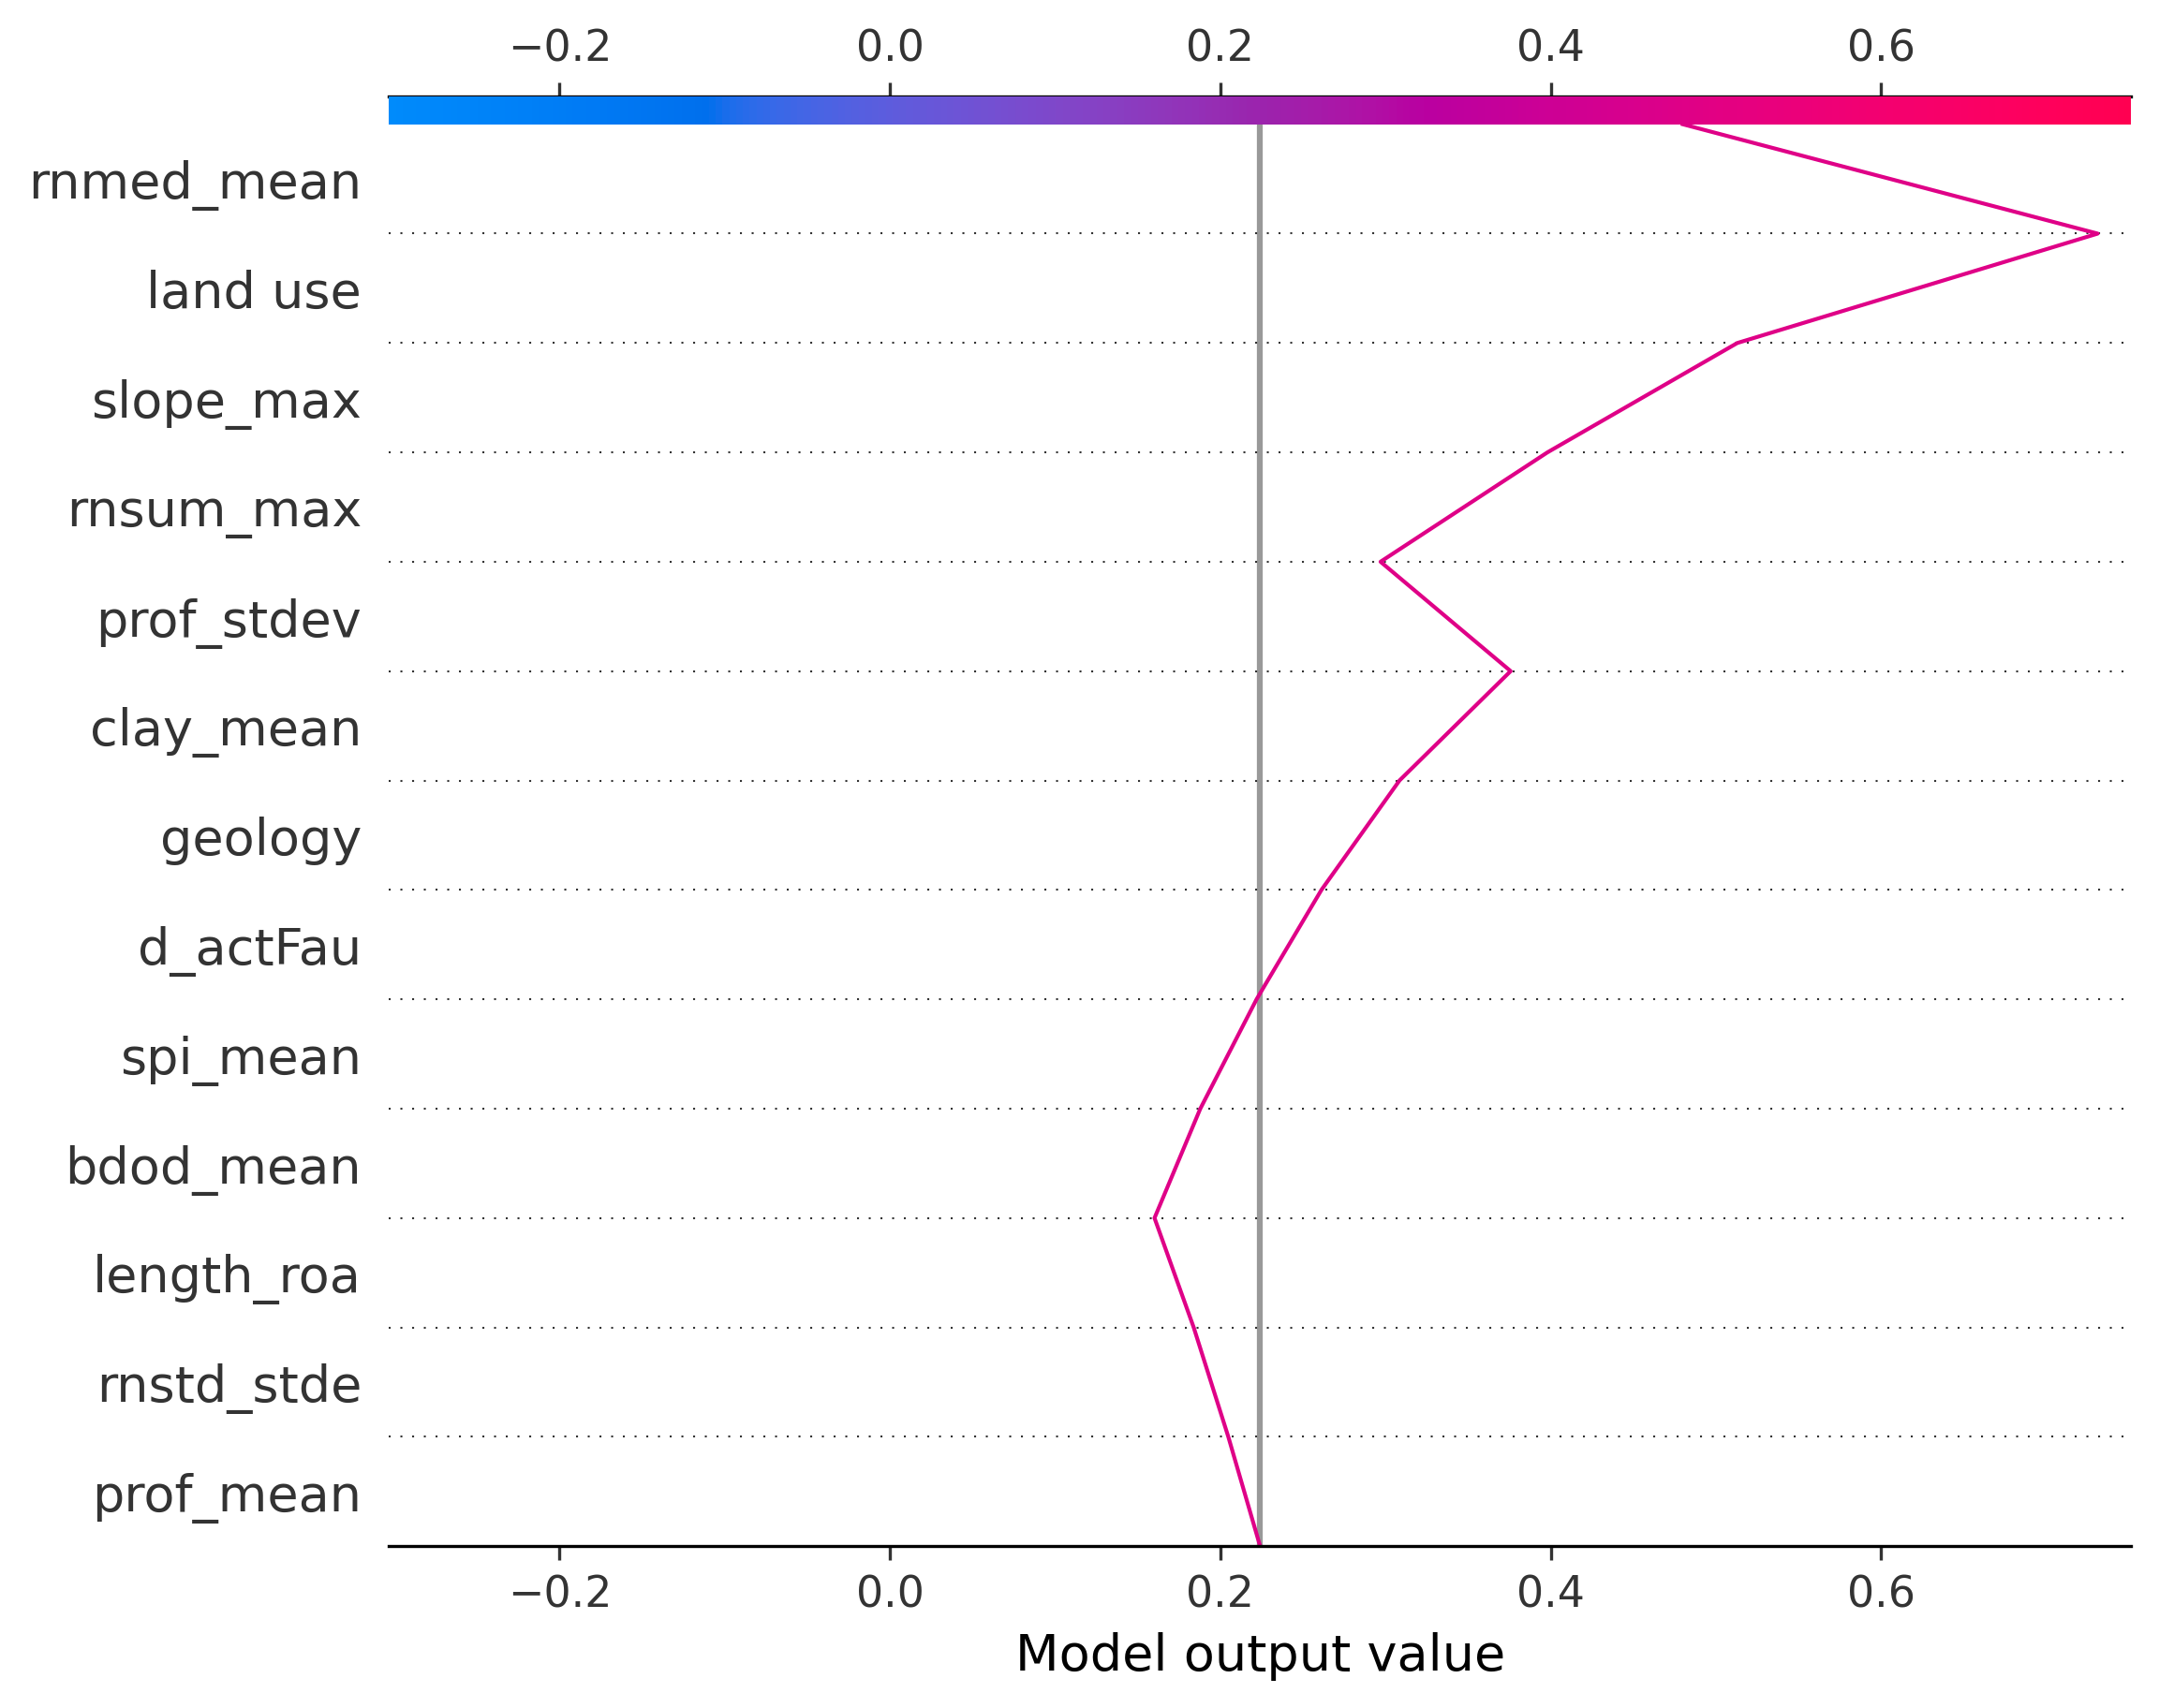 −0.2 0.0 0.2 0.4 0.6
rnmed_mean
land use
slope_max
rnsum_max
prof_stdev
clay_mean
geology
d_actFau
spi_mean
bdod_mean
length_roa
rnstd_stde
prof_mean
−0.2 0.0 0.2 0.4 0.6
Model output value